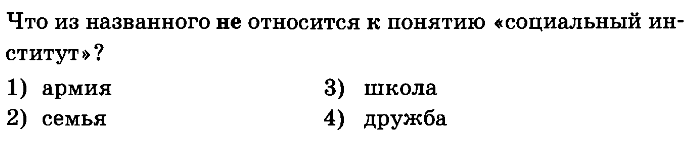 Что из названного не относится к понятию «социальный ин-
ститут»?
1) армия 3) школа
2) семья 4) дружба